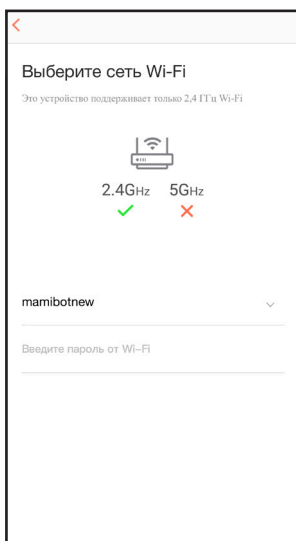 Выберите сеть Wi-Fi
Это устройство поддерживает только 2,4 ГГц Wi-Fi
2.4GHz 5GHz
mamibotnew
Введите пароль от Wi-Fi